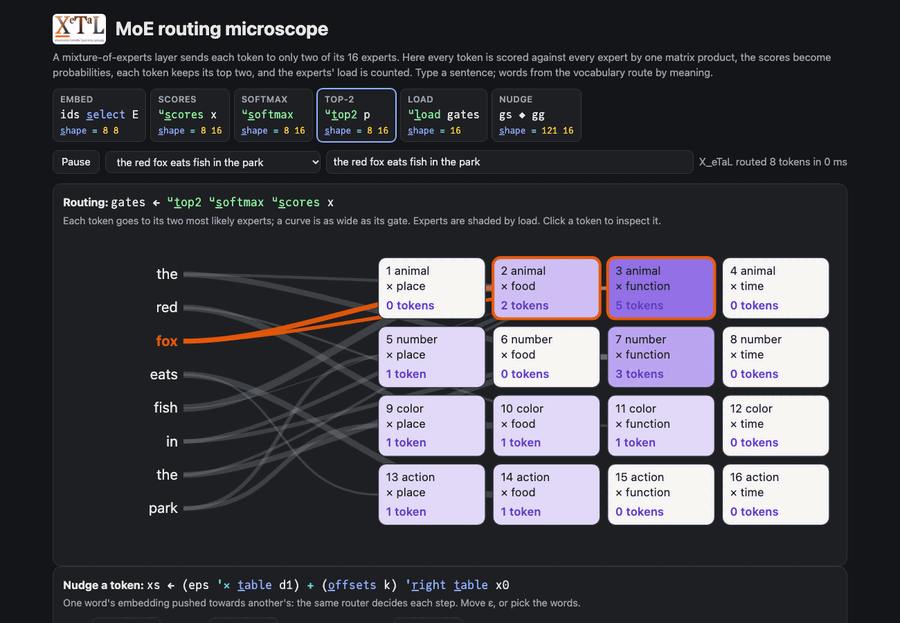 XeTaL
MoE routing microscope
A mixture-of-experts layer sends each token to only two of its 16 experts. Here every token is scored against every expert by one matrix product, the scores become
probabilities, each token keeps its top two, and the experts' load is counted. Type a sentence; words from the vocabulary route by meaning.
EMBED
ids select E
shape = 8 8
SCORES
ᑴscores x
shape = 8 16
SOFTMAX
ᑴsoftmax
shape = 8 16
TOP-2
ᑴtop2 p
shape = 8 16
LOAD
ᑴload gates
shape = 16
NUDGE
gs ◆ gg
shape = 121 16
Pause
the red fox eats fish in the park
the red fox eats fish in the park
X_eTaL routed 8 tokens in 0 ms
Routing: gates ← ᑴtop2 ᑴsoftmax ᑴscores x
Each token goes to its two most likely experts; a curve is as wide as its gate. Experts are shaded by load. Click a token to inspect it.
the
red
fox
eats
fish
in
the
park
1 animal
× place
0 tokens
2 animal
× food
2 tokens
3 animal
× function
5 tokens
4 animal
× time
0 tokens
5 number
× place
1 token
6 number
× food
0 tokens
7 number
× function
3 tokens
8 number
× time
0 tokens
9 color
× place
1 token
10 color
× food
1 token
11 color
× function
1 token
12 color
× time
0 tokens
13 action
× place
1 token
14 action
× food
1 token
15 action
× function
0 tokens
16 action
× time
0 tokens
Nudge a token: xs ← (eps '× table d1) + (offsets k) 'right table x0
One word's embedding pushed towards another's: the same router decides each step. Move ε, or pick the words.